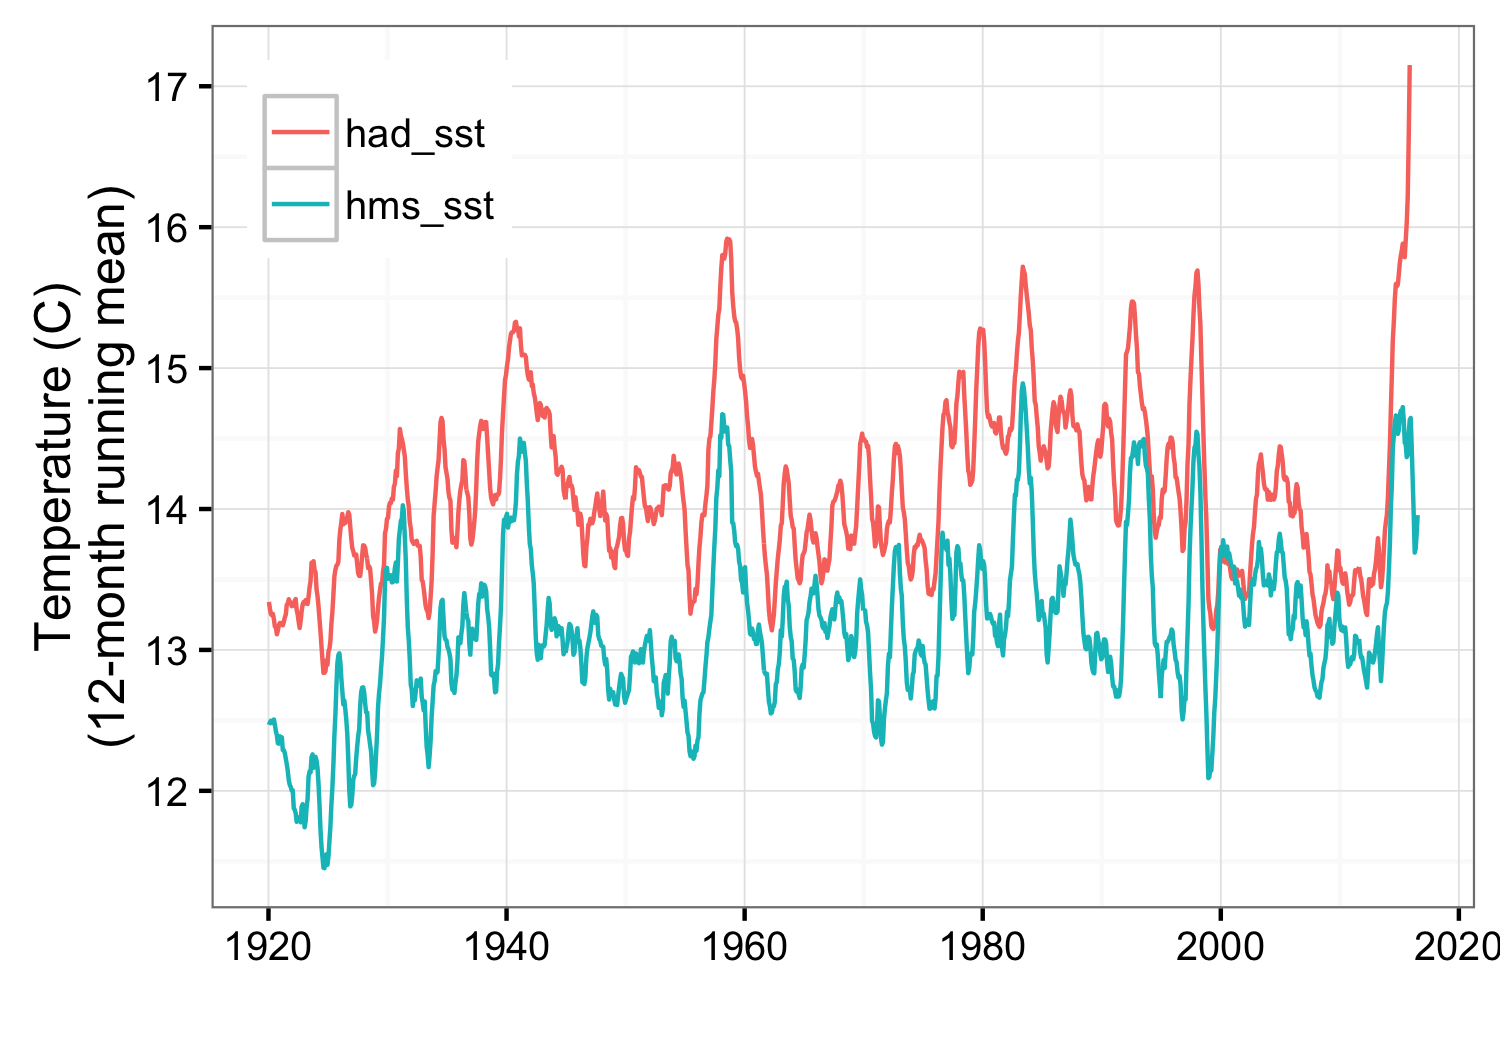 17
16
15
14
13
12
Temperature (C)
(12-month running mean)
had_sst
hms_sst
1920 1940 1960 1980 2000 2020